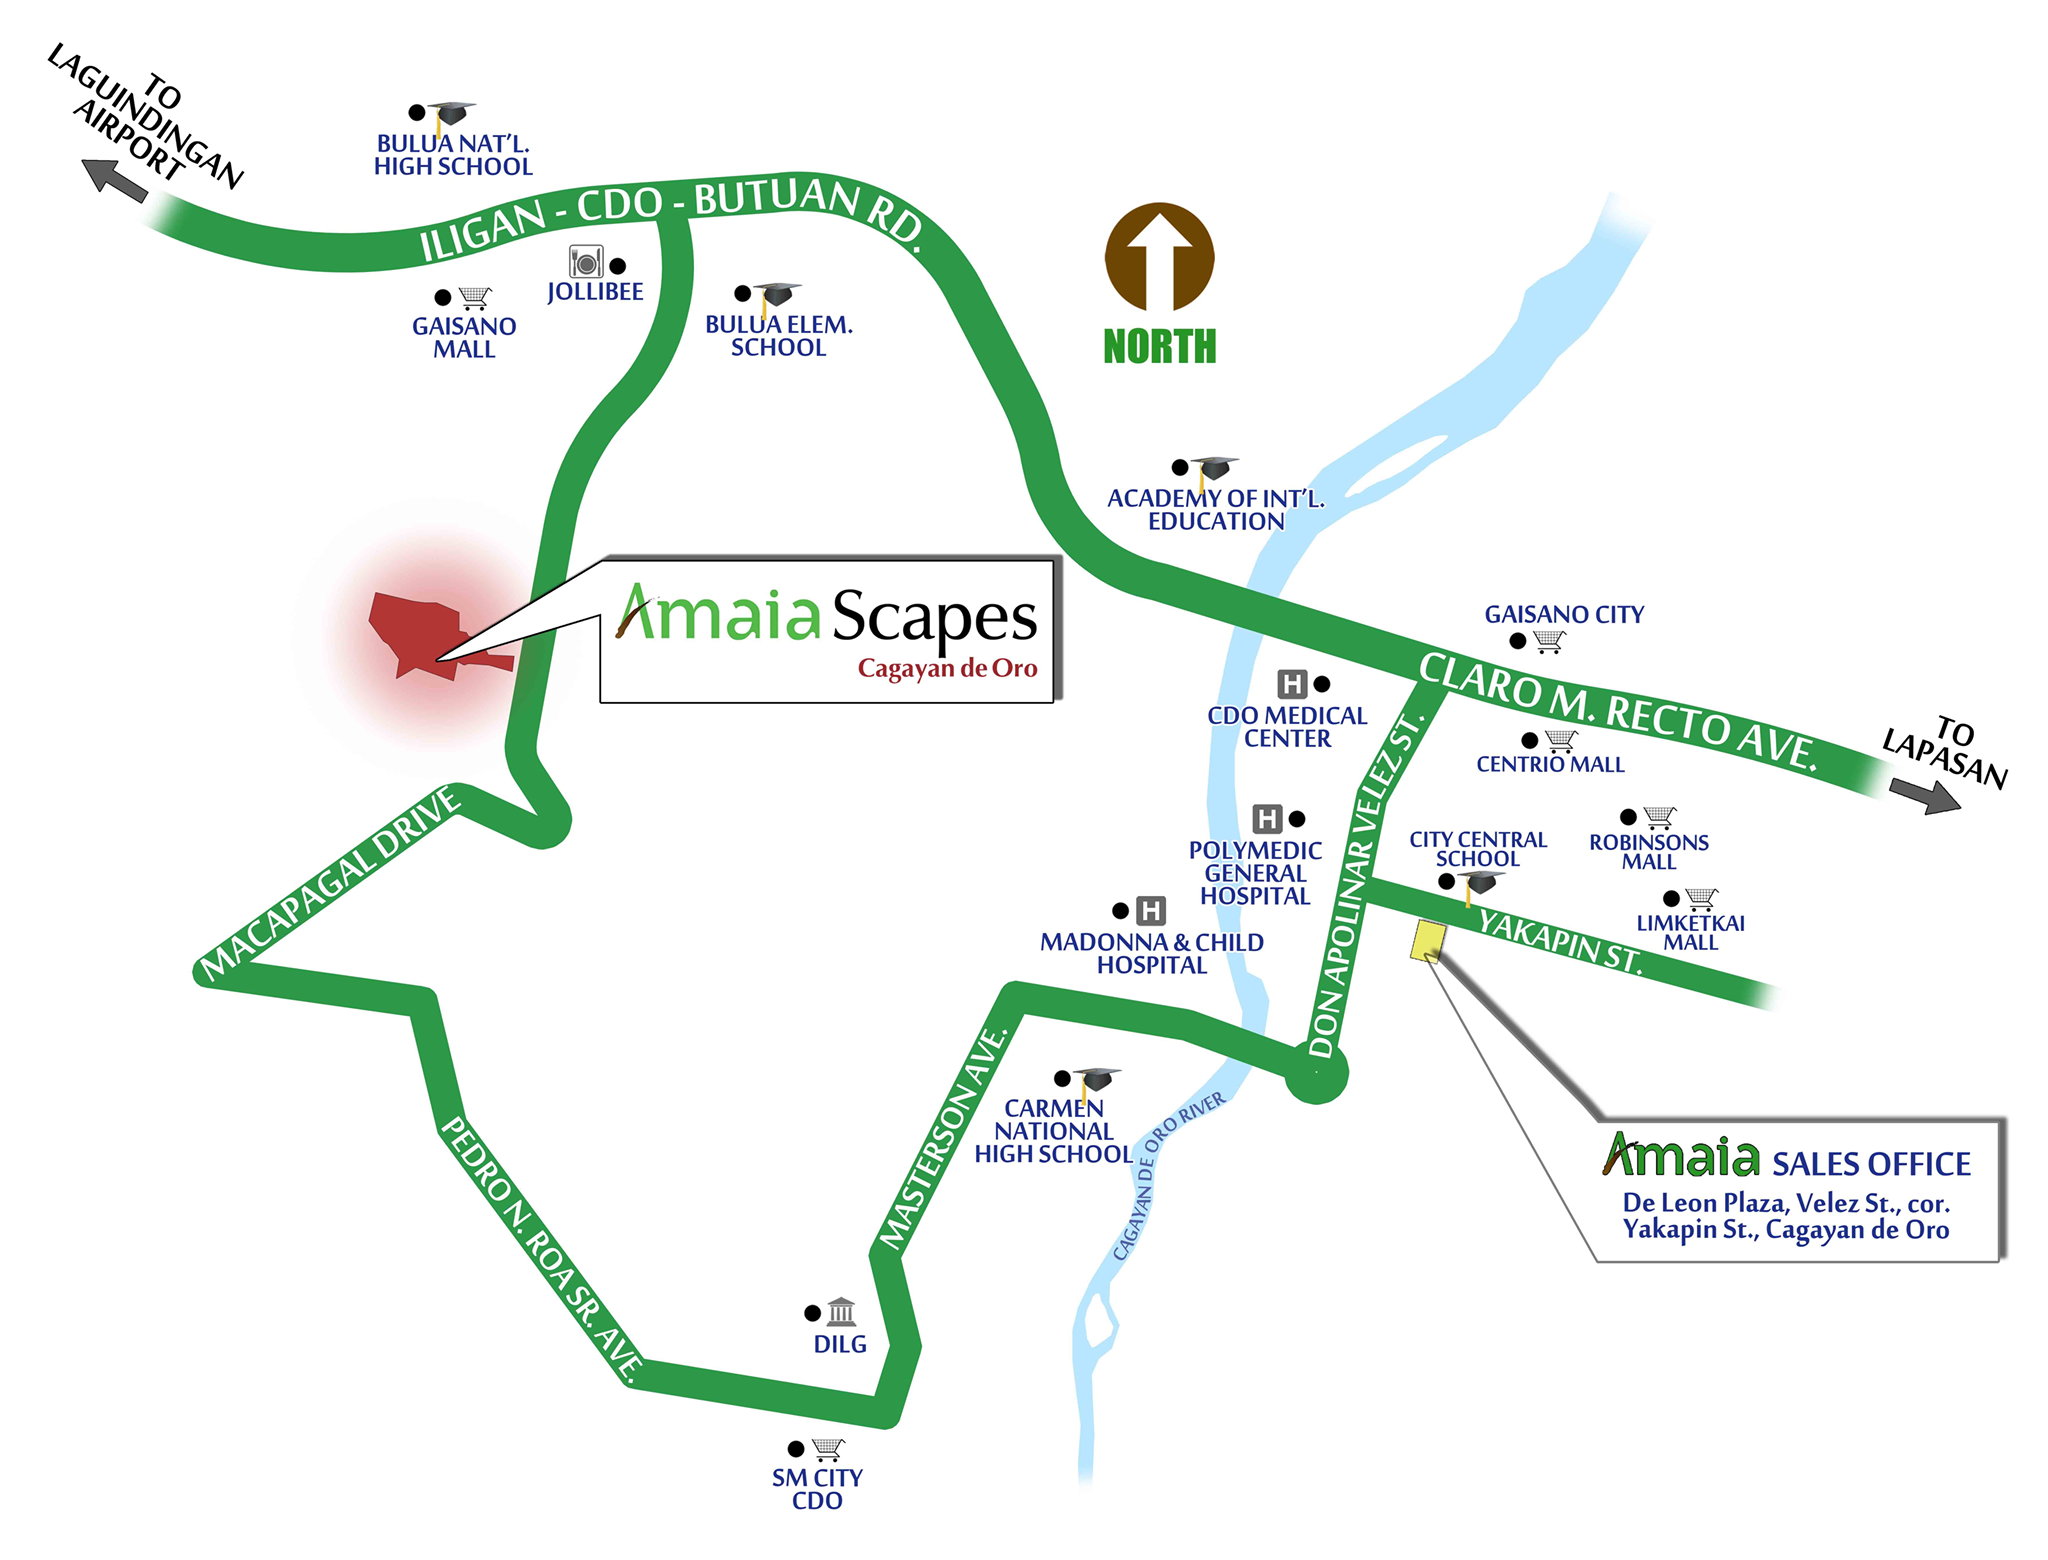 TO
LAGUINDINGAN
AIRPORT
BULUA NAT'L.
HIGH SCHOOL
ILIGAN - CDO - BUTUAN RD.
JOLLIBEE
GAISANO
MALL
BULUA ELEM.
SCHOOL
NORTH
ACADEMY OF INT'L.
EDUCATION
Amaia Scapes
Cagayan de Oro
GAISANO CITY
CLARO M. RECTO AVE.
TO
LAPASAN
CDO MEDICAL
CENTER
CENTRIO MALL
DON APOLINAR VELEZ ST.
H
H
POLYMEDIC
GENERAL
HOSPITAL
CITY CENTRAL
SCHOOL
ROBINSONS
MALL
LIMKETKAI
MALL
YAKAPIN ST.
H
MADONNA & CHILD
HOSPITAL
MACAPAGAL DRIVE
PEDRO N. ROA SR. AVE.
MASTERSON AVE.
CARMEN
NATIONAL
HIGH SCHOOL
CAGAYAN DE ORO RIVER
Amaia SALES OFFICE
De Leon Plaza, Velez St., cor.
Yakapin St., Cagayan de Oro
DILG
SM CITY
CDO